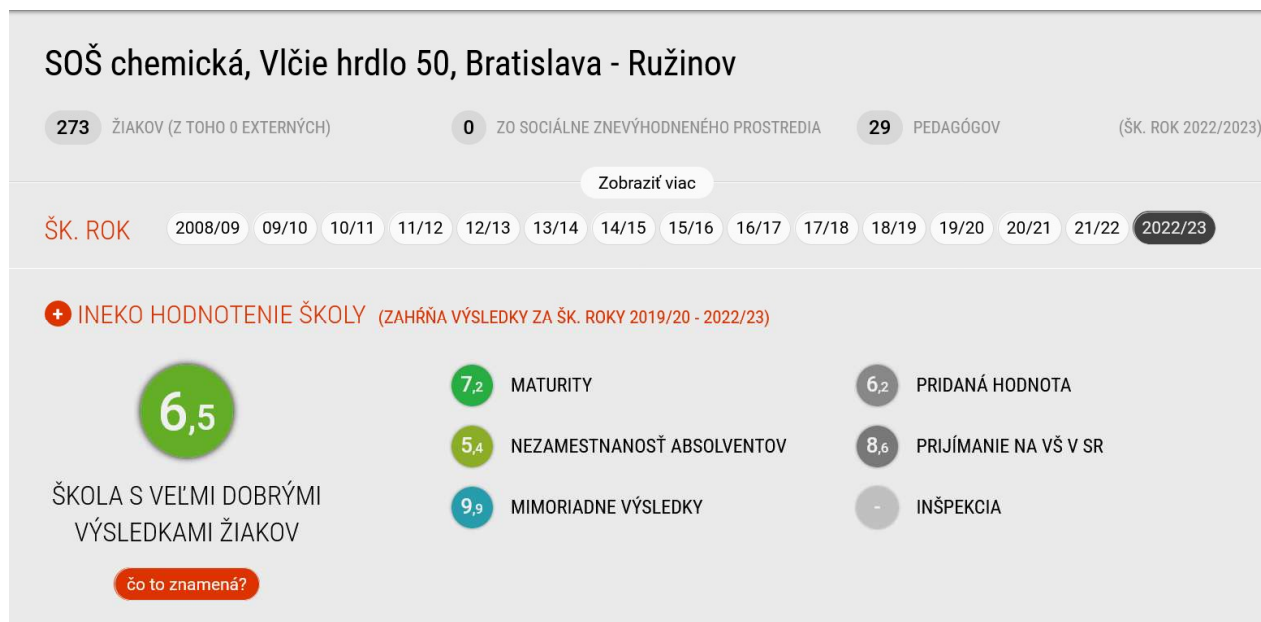 SOŠ chemická, Vlčie hrdlo 50, Bratislava - Ružinov
273 ŽIAKOV (Z TOHO 0 EXTERNÝCH) 0 ZO SOCIÁLNE ZNEVÝHODNENÉHO PROSTREDIA 29 PEDAGÓGOV (ŠK. ROK 2022/2023)
Zobraziť viac
ŠK. ROK 2008/09 09/10 10/11 11/12 12/13 13/14 14/15 15/16 16/17 17/18 18/19 19/20 20/21 21/22 2022/23
+ INEKO HODNOTENIE ŠKOLY (ZAHŔŇA VÝSLEDKY ZA ŠK. ROKY 2019/20 - 2022/23)
6,5
ŠKOLA S VEĽMI DOBRÝMI
VÝSLEDKAMI ŽIAKOV
čo to znamená?
7,2 MATURITY
5,4 NEZAMESTNANOSŤ ABSOLVENTOV
9,9 MIMORIADNE VÝSLEDKY
6,2 PRIDANÁ HODNOTA
8,6 PRIJÍMANIE NA VŠ V SR
- INŠPEKCIA